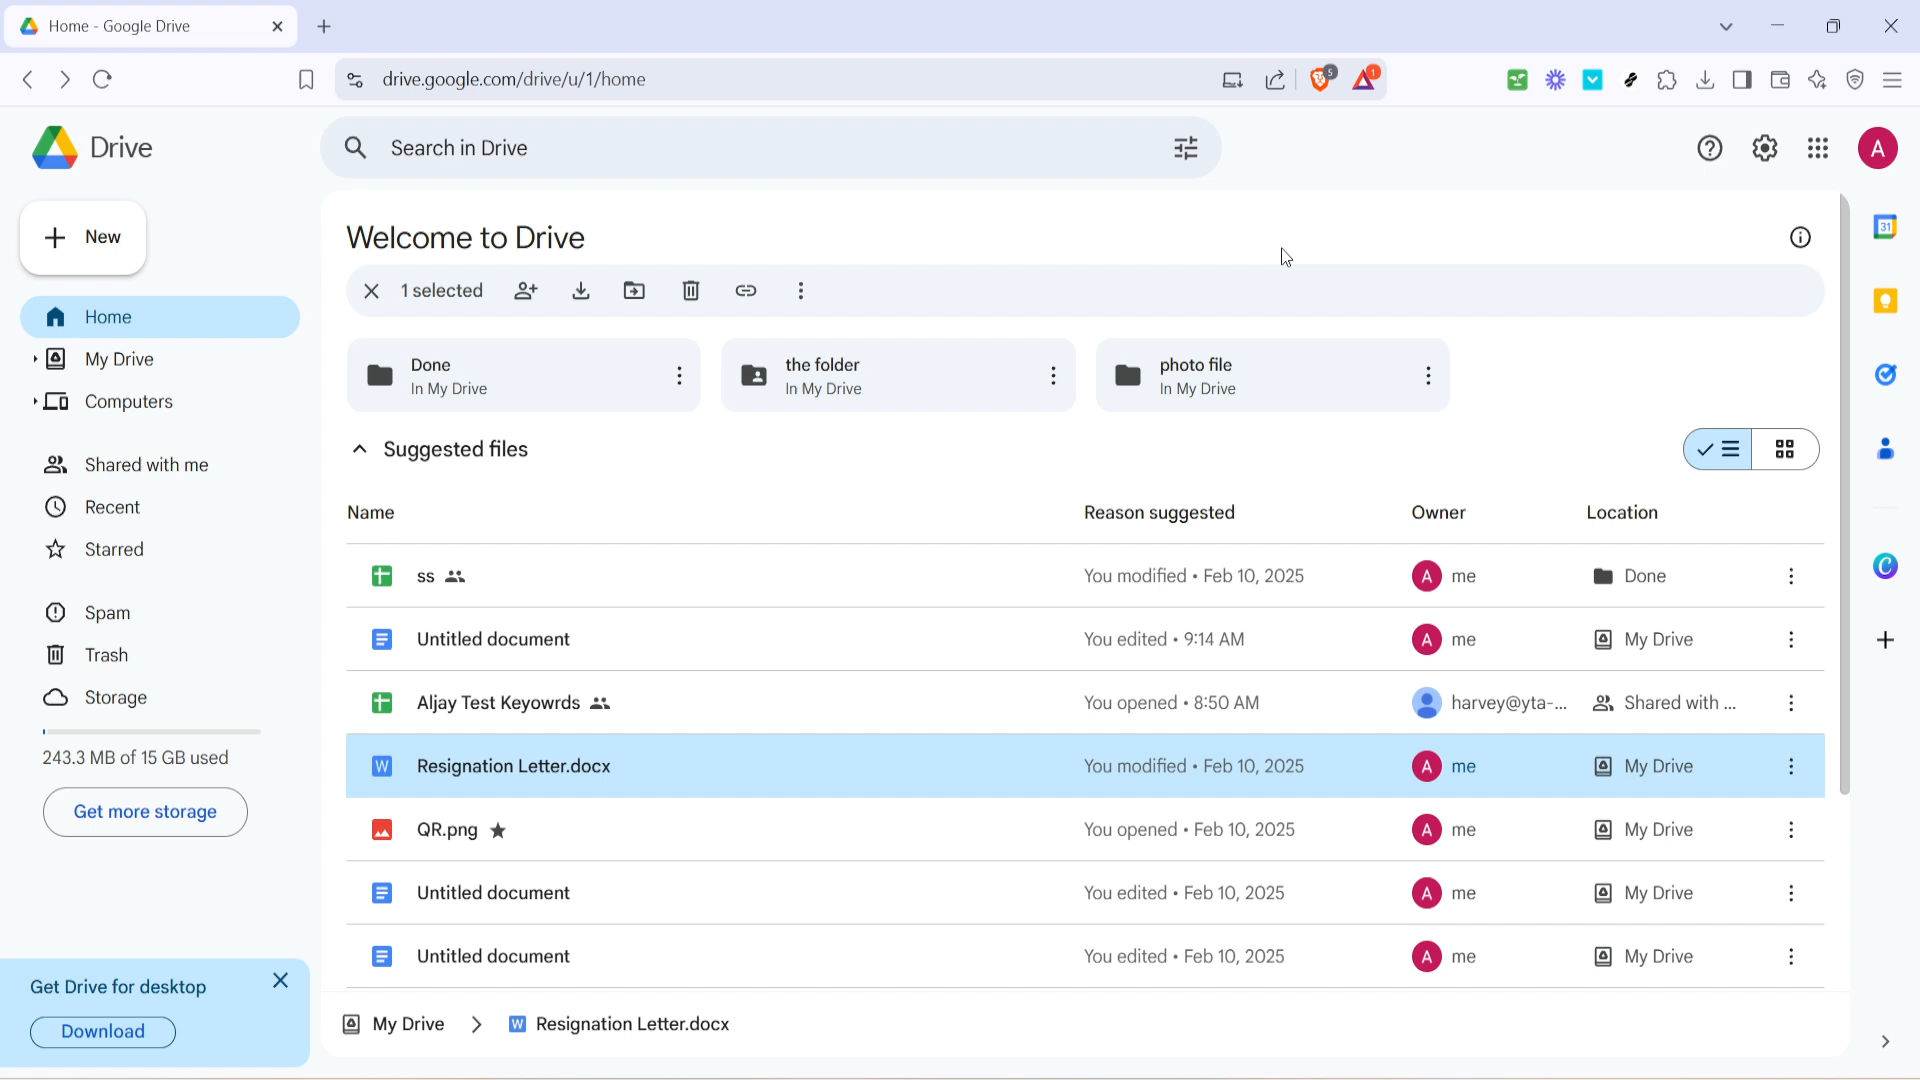 Home - Google Drive
drive.google.com/drive/u/1/home
5
1
Drive
Search in Drive
A
New
Welcome to Drive
31
1 selected
Home
My Drive
Computers
Shared with me
Recent
Starred
Spam
Trash
Storage
243.3 MB of 15 GB used
Get more storage
Get Drive for desktop
Download
Done
In My Drive
the folder
In My Drive
photo file
In My Drive
Suggested files
Name Reason suggested Owner Location
ss You modified • Feb 10, 2025 A me Done
Untitled document You edited • 9:14 AM A me My Drive
Aljay Test Keyowrds You opened • 8:50 AM harvey@yta-... Shared with ...
W Resignation Letter.docx You modified • Feb 10, 2025 A me My Drive
QR.png You opened • Feb 10, 2025 A me My Drive
Untitled document You edited • Feb 10, 2025 A me My Drive
Untitled document You edited • Feb 10, 2025 A me My Drive
My Drive > W Resignation Letter.docx